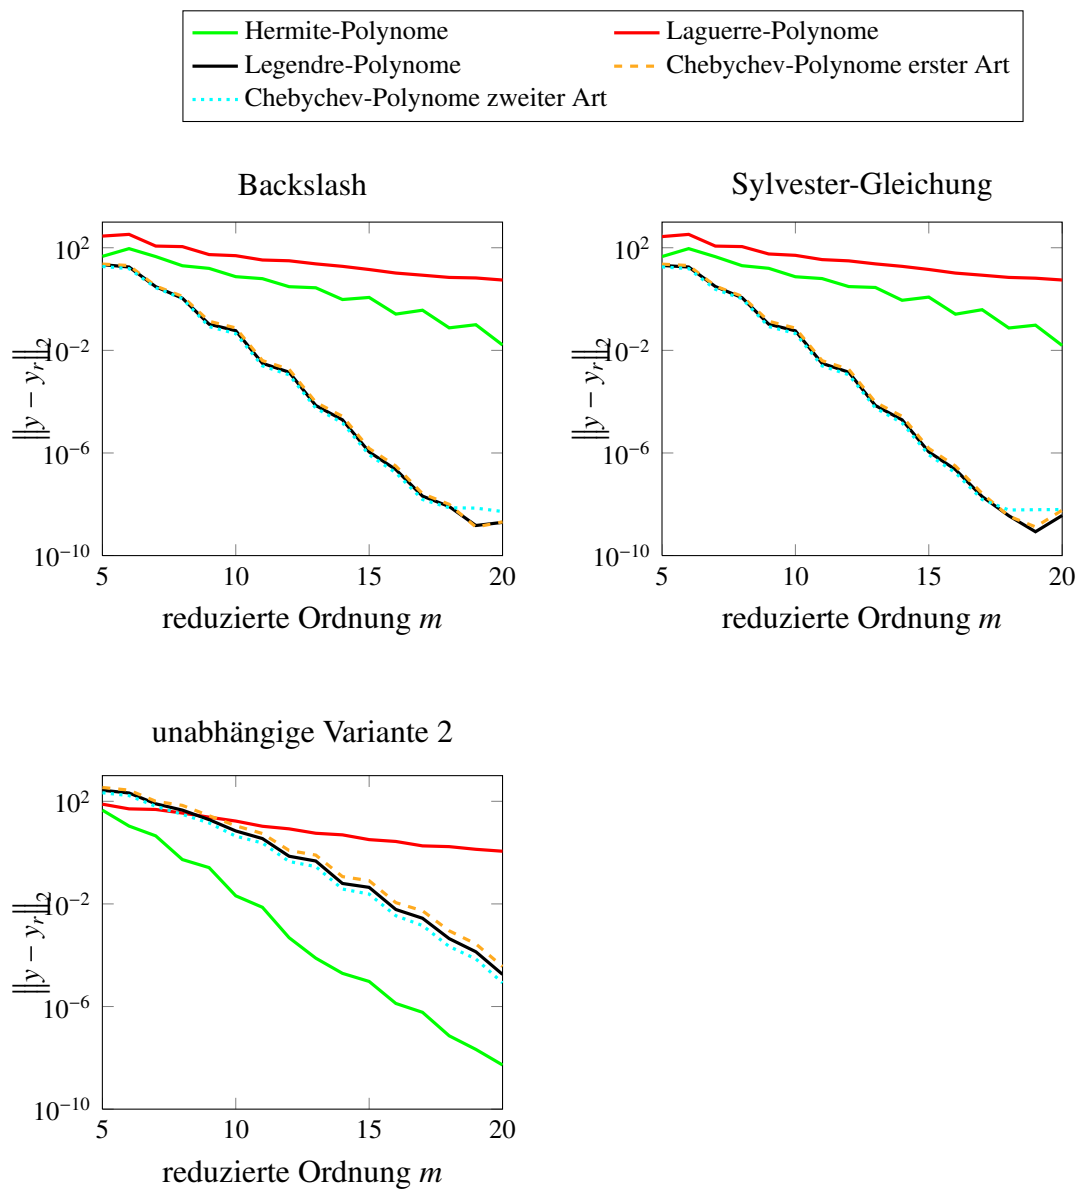 Hermite-Polynome
Laguerre-Polynome
Legendre-Polynome
Chebychev-Polynome erster Art
Chebychev-Polynome zweiter Art
Backslash
10^2
10^−2
10^−6
10^−10
‖y − y_r‖_2
5 10 15 20
reduzierte Ordnung m
Sylvester-Gleichung
10^2
10^−2
10^−6
10^−10
‖y − y_r‖_2
5 10 15 20
reduzierte Ordnung m
unabhängige Variante 2
10^2
10^−2
10^−6
10^−10
‖y − y_r‖_2
5 10 15 20
reduzierte Ordnung m